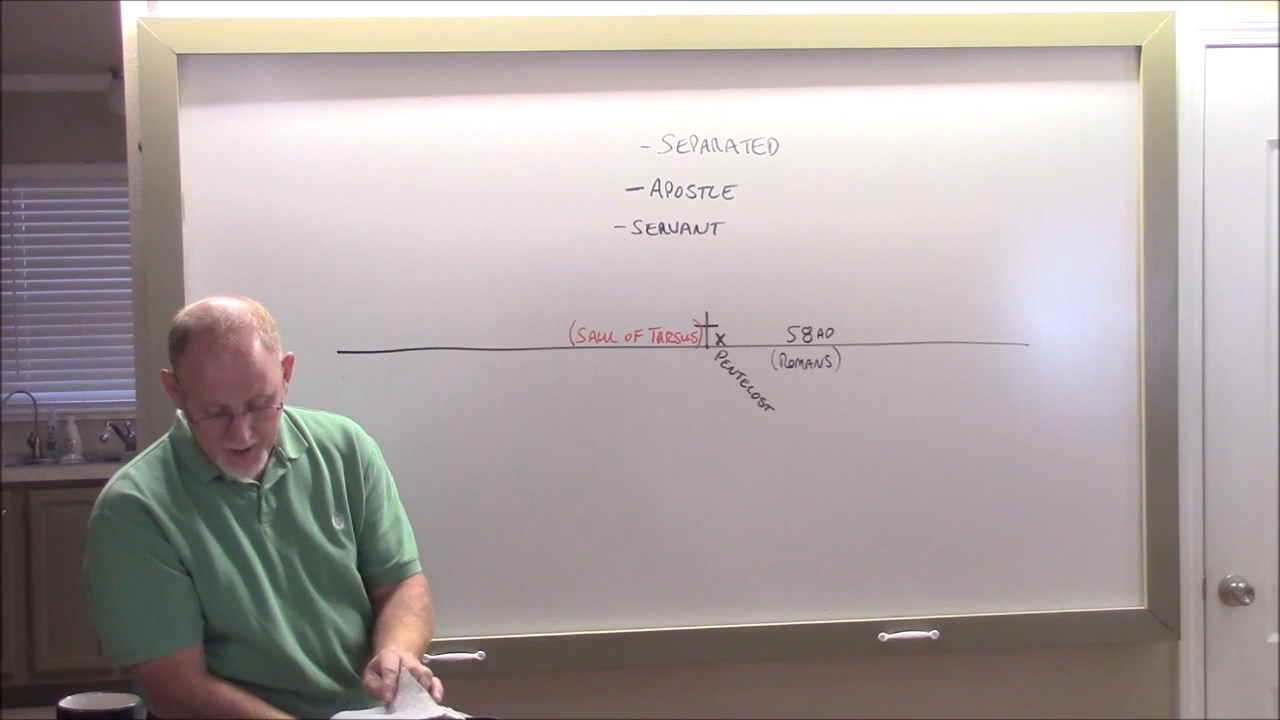 - SEPARATED
- APOSTLE
- SERVANT
(SAUL OF TARSUS) x 58 AD
(ROMANS)
PENTECOST